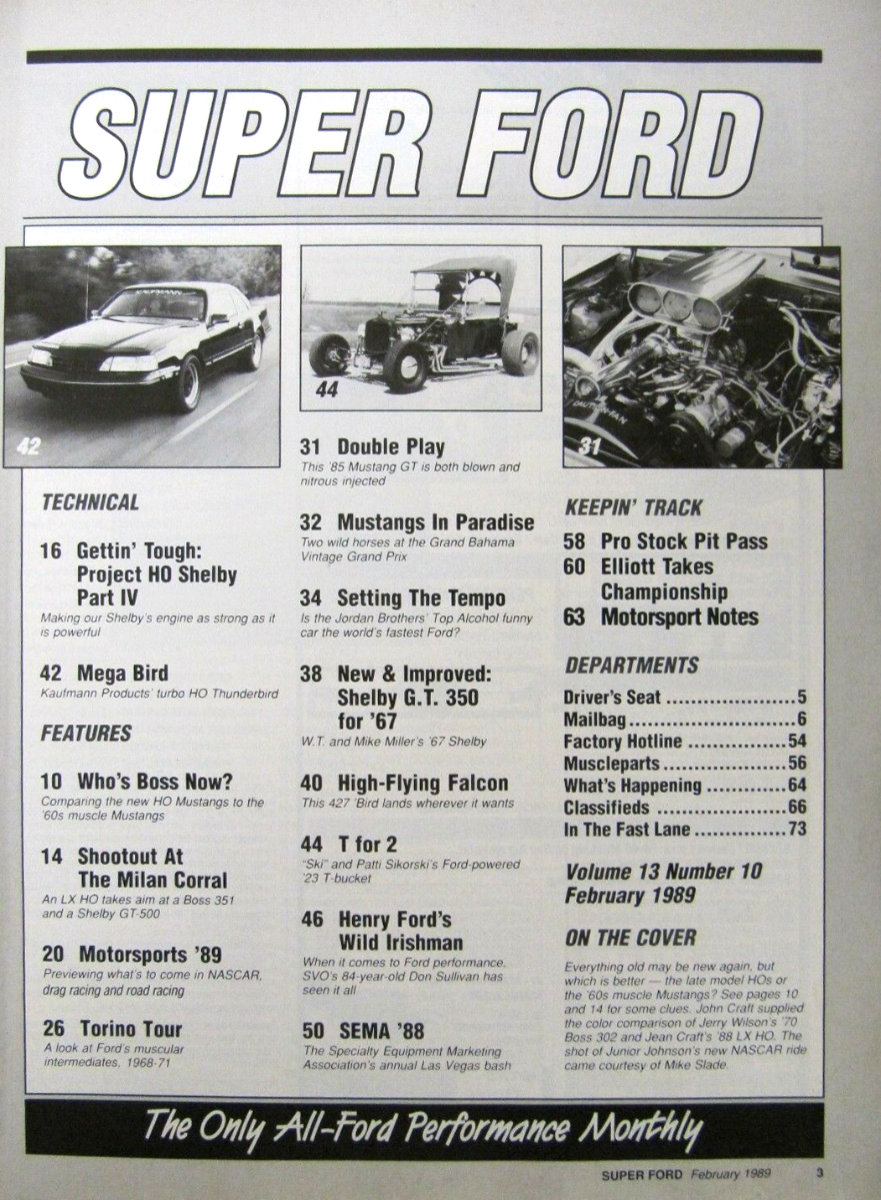 SUPER FORD
42
44
31
TECHNICAL
16 Gettin' Tough:
Project HO Shelby
Part IV
Making our Shelby's engine as strong as it
is powerful
42 Mega Bird
Kaufmann Products' turbo HO Thunderbird
FEATURES
10 Who's Boss Now?
Comparing the new HO Mustangs to the
'60s muscle Mustangs
14 Shootout At
The Milan Corral
An LX HO takes aim at a Boss 351
and a Shelby GT-500
20 Motorsports '89
Previewing what's to come in NASCAR,
drag racing and road racing
26 Torino Tour
A look at Ford's muscular
intermediates, 1968-71
31 Double Play
This '85 Mustang GT is both blown and
nitrous injected
32 Mustangs In Paradise
Two wild horses at the Grand Bahama
Vintage Grand Prix
34 Setting The Tempo
Is the Jordan Brothers' Top Alcohol funny
car the world's fastest Ford?
38 New & Improved:
Shelby G.T. 350
for '67
W.T. and Mike Miller's '67 Shelby
40 High-Flying Falcon
This 427 'Bird lands wherever it wants
44 T for 2
"Ski" and Patti Sikorski's Ford-powered
'23 T-bucket
46 Henry Ford's
Wild Irishman
When it comes to Ford performance,
SVO's 84-year-old Don Sullivan has
seen it all
50 SEMA '88
The Specialty Equipment Marketing
Association's annual Las Vegas bash
KEEPIN' TRACK
58 Pro Stock Pit Pass
60 Elliott Takes
Championship
63 Motorsport Notes
DEPARTMENTS
Driver's Seat .....................5
Mailbag...........................6
Factory Hotline ................54
Muscleparts ....................56
What's Happening .............64
Classifieds .....................66
In The Fast Lane ...............73
Volume 13 Number 10
February 1989
ON THE COVER
Everything old may be new again, but
which is better — the late model HOs or
the '60s muscle Mustangs? See pages 10
and 14 for some clues. John Craft supplied
the color comparison of Jerry Wilson's '70
Boss 302 and Jean Craft's '88 LX HO. The
shot of Junior Johnson's new NASCAR ride
came courtesy of Mike Slade.
The Only All-Ford Performance Monthly
SUPER FORD February 1989 3